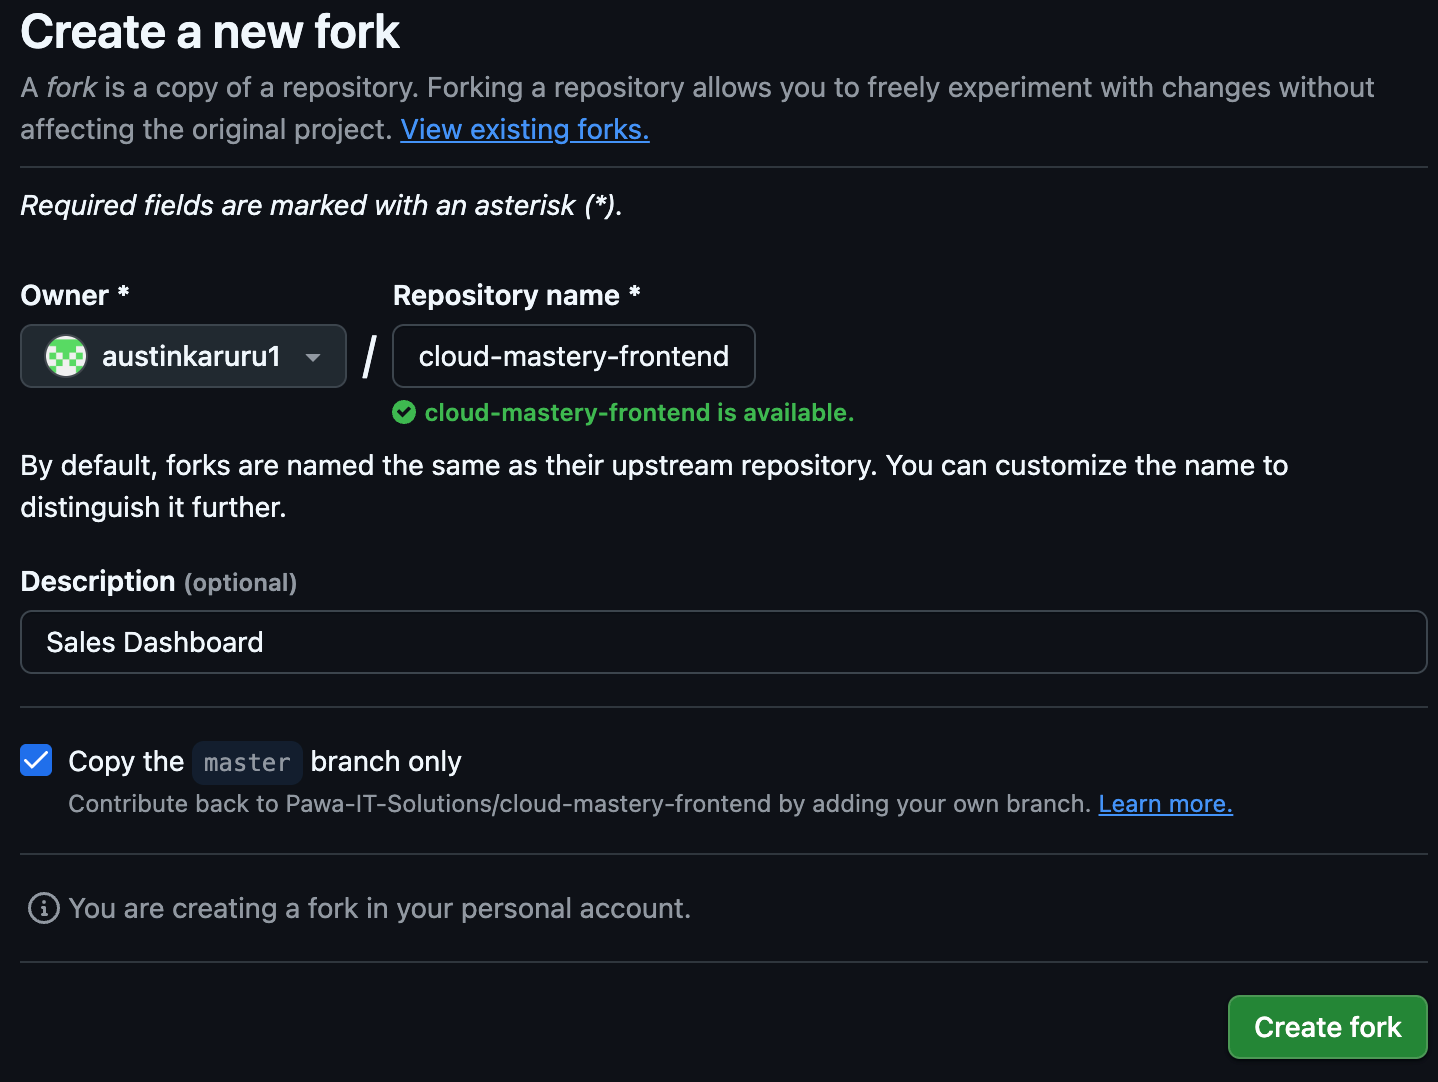 Create a new fork
A fork is a copy of a repository. Forking a repository allows you to freely experiment with changes without
affecting the original project. View existing forks.
Required fields are marked with an asterisk (*).
Owner * Repository name *
austinkaruru1 / cloud-mastery-frontend
cloud-mastery-frontend is available.
By default, forks are named the same as their upstream repository. You can customize the name to
distinguish it further.
Description (optional)
Sales Dashboard
Copy the master branch only
Contribute back to Pawa-IT-Solutions/cloud-mastery-frontend by adding your own branch. Learn more.
You are creating a fork in your personal account.
Create fork